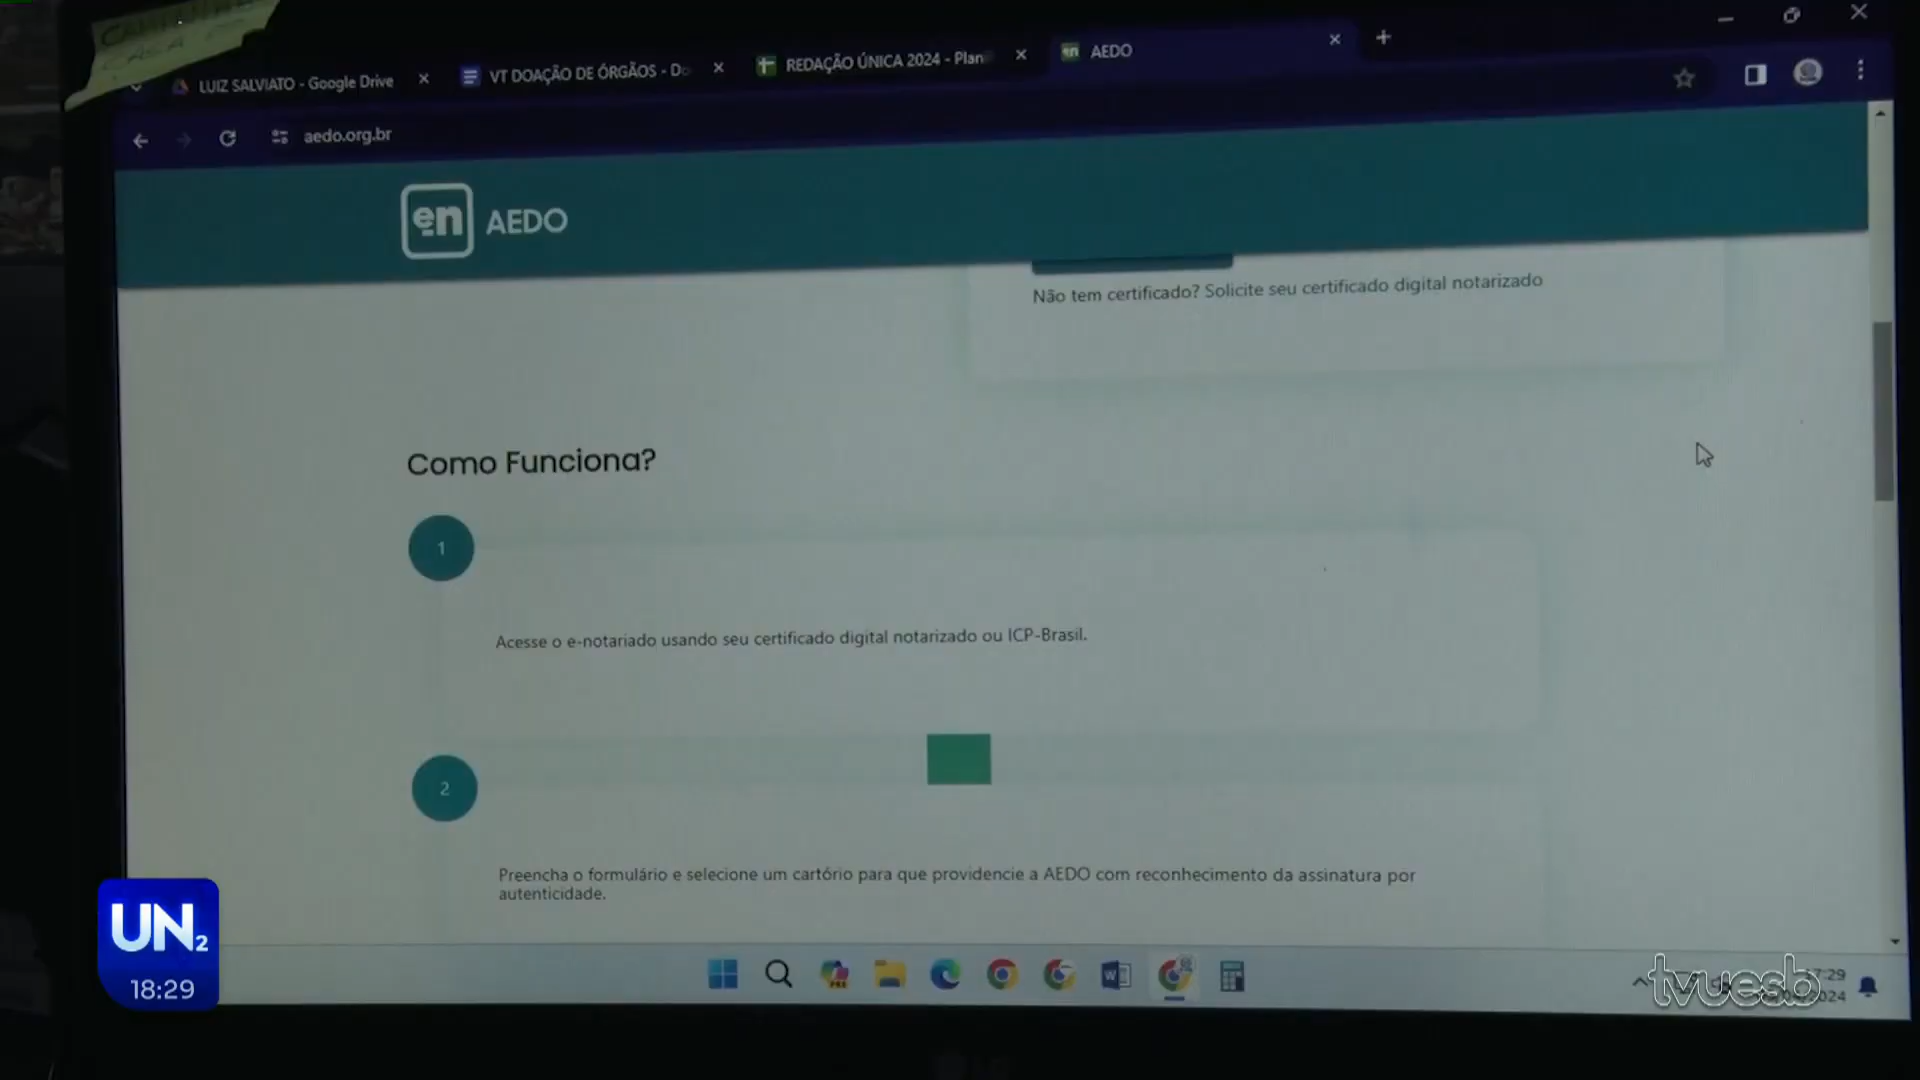 LUIZ SALVIATO - Google Drive
VT DOAÇÃO DE ÓRGÃOS - Do
REDAÇÃO ÚNICA 2024 - Plan
AEDO
aedo.org.br
en AEDO
Não tem certificado? Solicite seu certificado digital notarizado
Como Funciona?
1
Acesse o e-notariado usando seu certificado digital notarizado ou ICP-Brasil.
2
Preencha o formulário e selecione um cartório para que providencie a AEDO com reconhecimento da assinatura por
autenticidade.
UN2
18:29
17:29
tvuesb